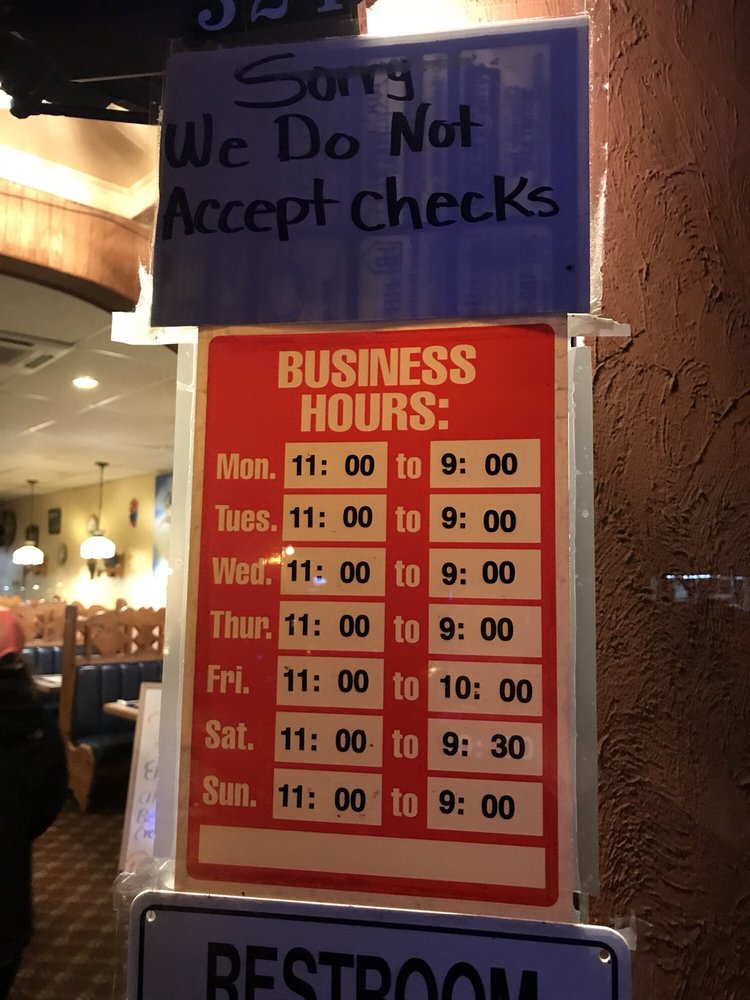 Sorry
We Do Not
Accept checks
BUSINESS
HOURS:
Mon. 11: 00 to 9: 00
Tues. 11: 00 to 9: 00
Wed. 11: 00 to 9: 00
Thur. 11: 00 to 9: 00
Fri. 11: 00 to 10: 00
Sat. 11: 00 to 9: 30
Sun. 11: 00 to 9: 00
RESTROOM